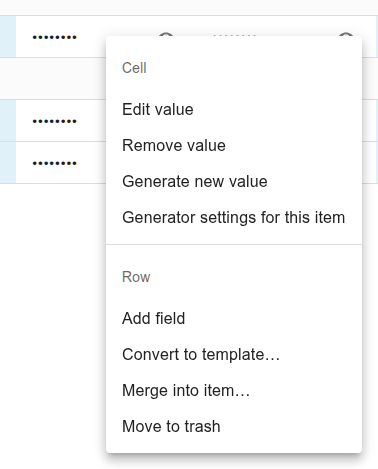 ••••••••
Cell
Edit value
Remove value
Generate new value
Generator settings for this item
Row
Add field
Convert to template…
Merge into item…
Move to trash
••••••••
••••••••